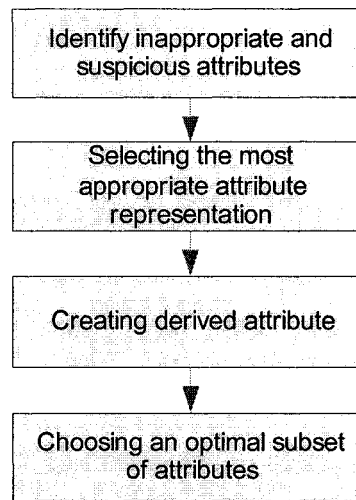 Identify inappropriate and
suspicious attributes
Selecting the most
appropriate attribute
representation
Creating derived attribute
Choosing an optimal subset
of attributes